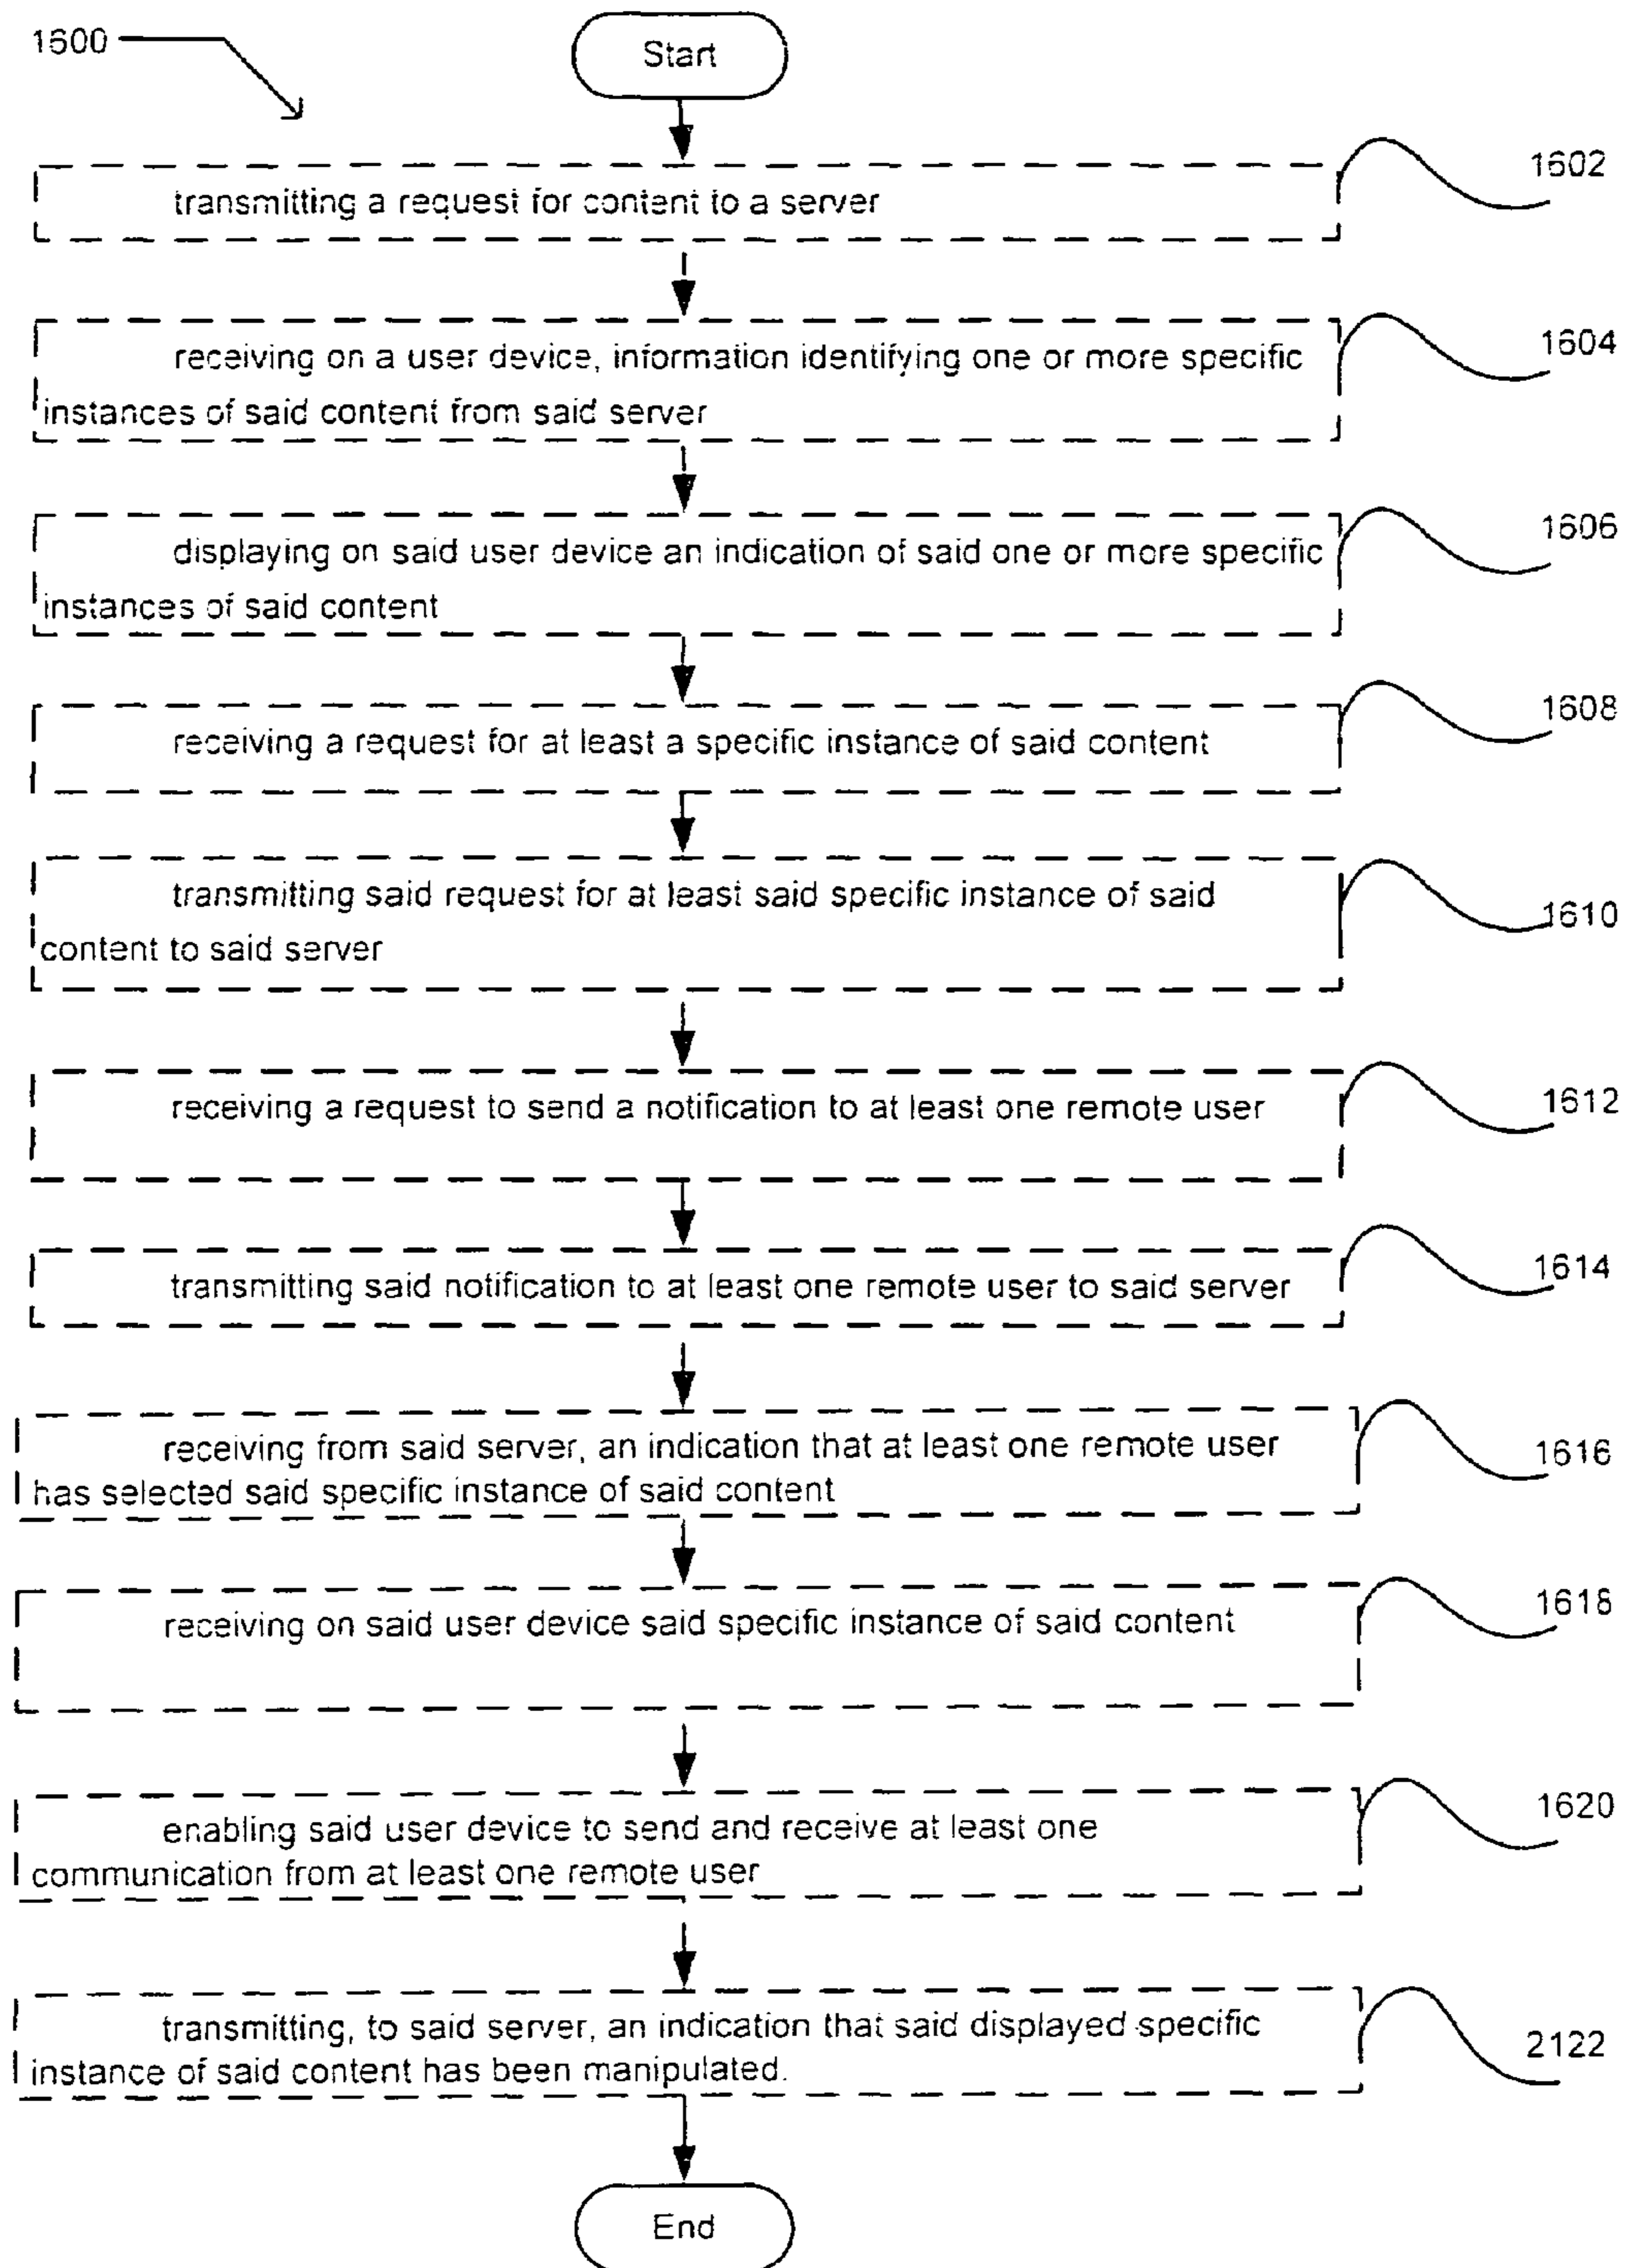 1600
Start
1602
transmitting a request for content to a server
1604
receiving on a user device, information identifying one or more specific
instances of said content from said server
1606
displaying on said user device an indication of said one or more specific
instances of said content
1608
receiving a request for at least a specific instance of said content
transmitting said request for at least said specific instance of said
1610
content to said server
1612
receiving a request to send a notification to at least one remote user
1614
transmitting said notification to at least one remote user to said server
receiving from said server, an indication that at least one remote user
1616
has selected said specific instance of said content
1618
receiving on said user device said specific instance of said content
1620
enabling said user device to send and receive at least one
communication from at least one remote user
transmitting, to said server, an indication that said displayed specific
2122
instance of said content has been manipulated.
End